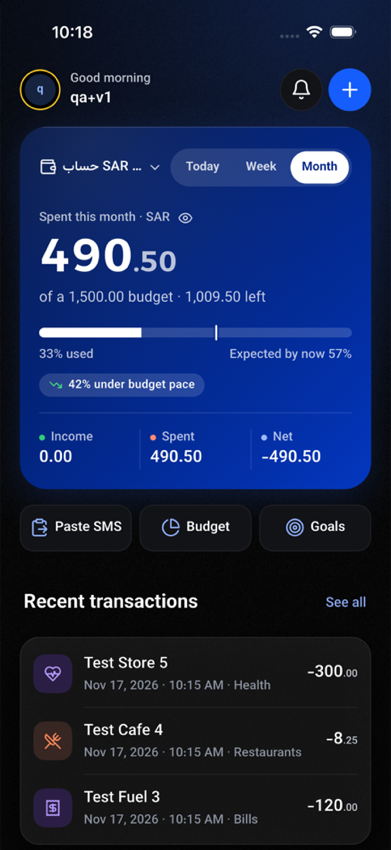 10:18
q
Good morning
qa+v1
حساب SAR ...
Today Week Month
Spent this month · SAR
490.50
of a 1,500.00 budget · 1,009.50 left
33% used Expected by now 57%
42% under budget pace
Income Spent Net
0.00 490.50 -490.50
Paste SMS Budget Goals
Recent transactions See all
Test Store 5
-300.00
Nov 17, 2026 · 10:15 AM · Health
Test Cafe 4
-8.25
Nov 17, 2026 · 10:15 AM · Restaurants
Test Fuel 3
-120.00
Nov 17, 2026 · 10:15 AM · Bills